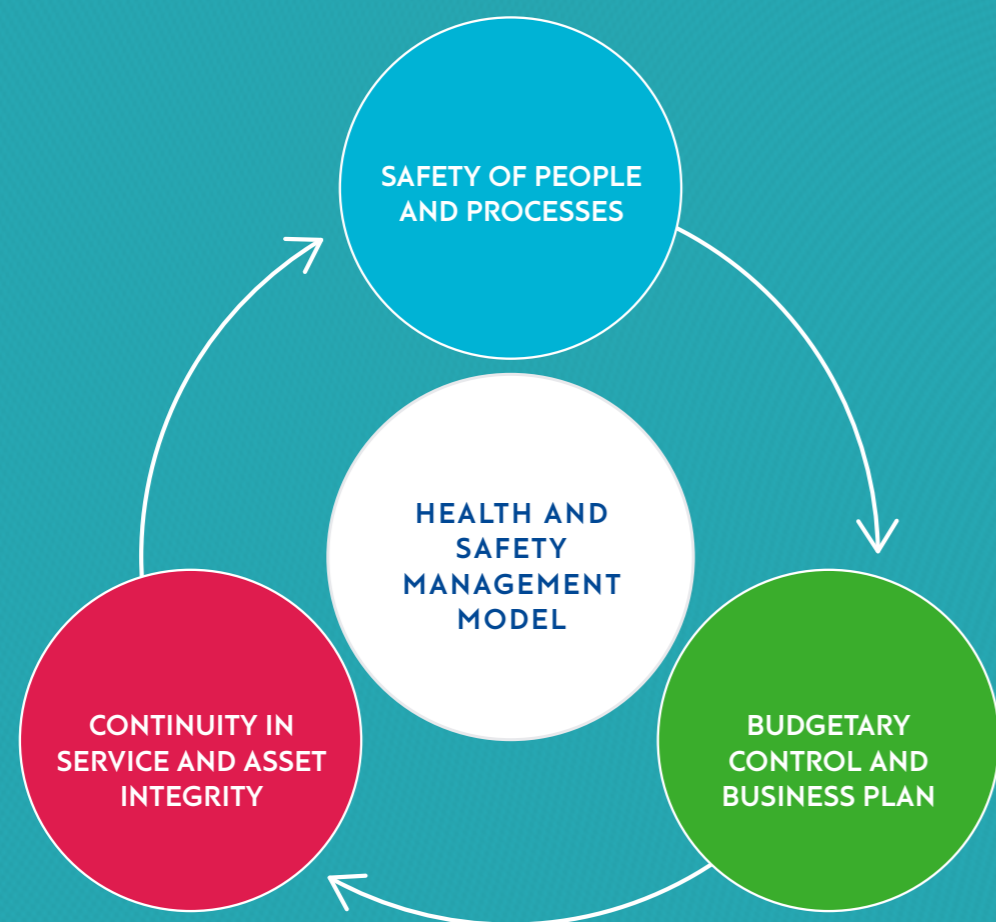 SAFETY OF PEOPLE
AND PROCESSES
HEALTH AND
SAFETY
MANAGEMENT
MODEL
CONTINUITY IN
SERVICE AND ASSET
INTEGRITY
BUDGETARY
CONTROL AND
BUSINESS PLAN